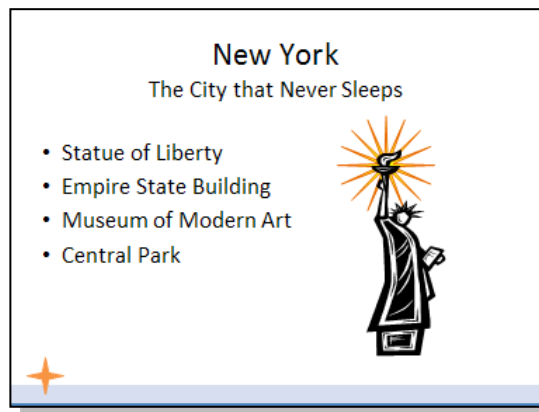 New York
The City that Never Sleeps
• Statue of Liberty
• Empire State Building
• Museum of Modern Art
• Central Park